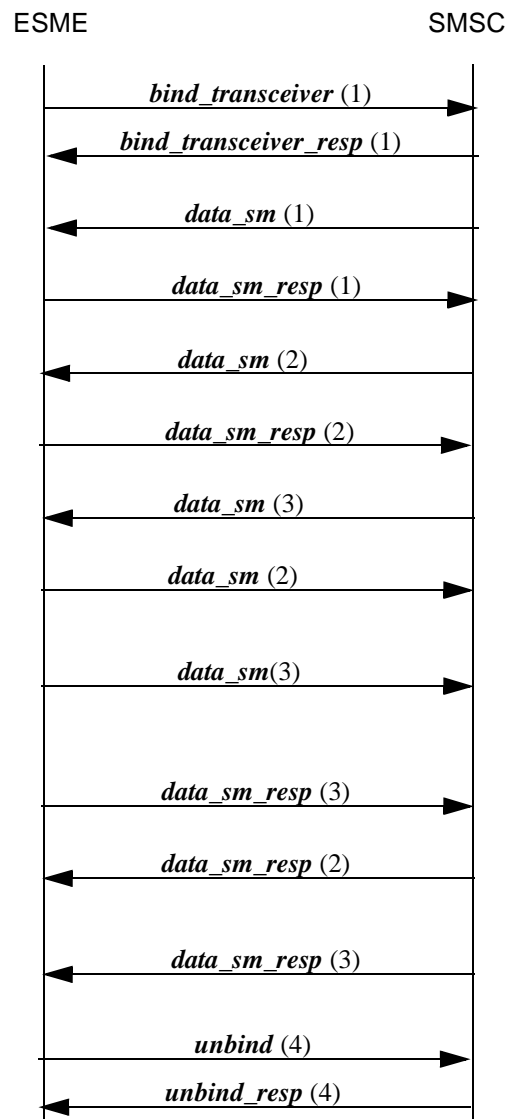 ESME SMSC
bind_transceiver (1)
bind_transceiver_resp (1)
data_sm (1)
data_sm_resp (1)
data_sm (2)
data_sm_resp (2)
data_sm (3)
data_sm (2)
data_sm(3)
data_sm_resp (3)
data_sm_resp (2)
data_sm_resp (3)
unbind (4)
unbind_resp (4)